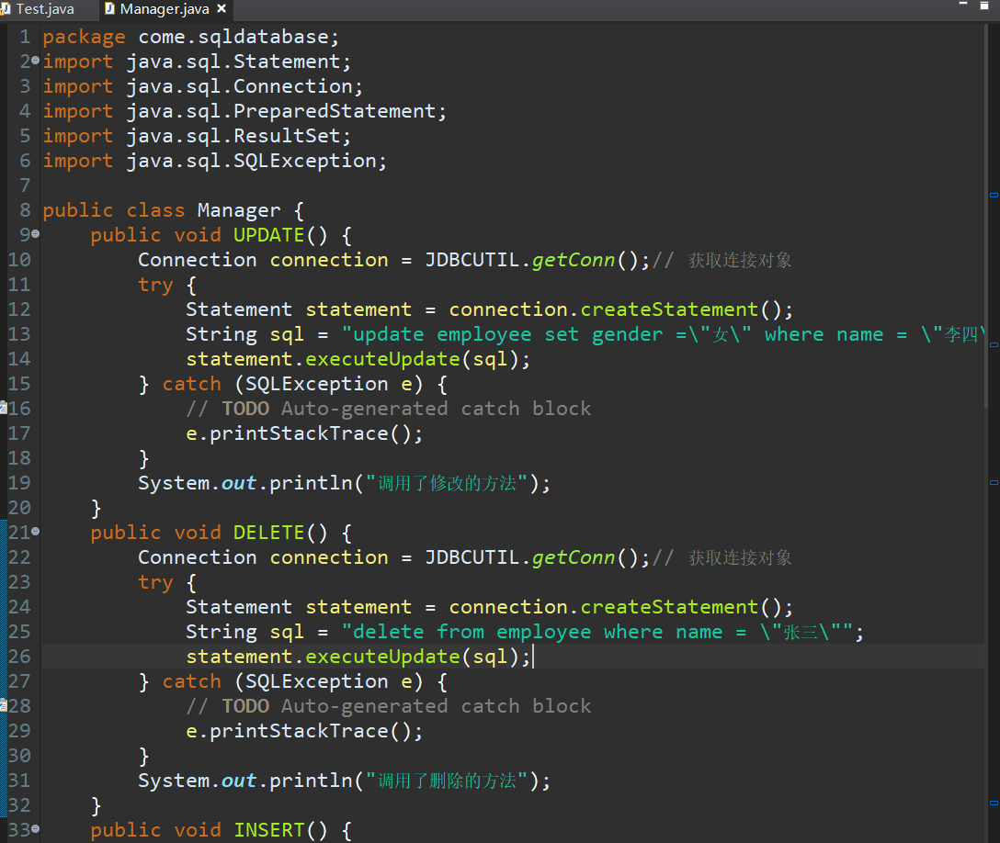 Test.java Manager.java
1 package come.sqldatabase;
2 import java.sql.Statement;
3 import java.sql.Connection;
4 import java.sql.PreparedStatement;
5 import java.sql.ResultSet;
6 import java.sql.SQLException;
7
8 public class Manager {
9 public void UPDATE() {
10 Connection connection = JDBCUTIL.getConn();// 获取连接对象
11 try {
12 Statement statement = connection.createStatement();
13 String sql = "update employee set gender =\"女\" where name = \"李四\
14 statement.executeUpdate(sql);
15 } catch (SQLException e) {
16 // TODO Auto-generated catch block
17 e.printStackTrace();
18 }
19 System.out.println("调用了修改的方法");
20 }
21 public void DELETE() {
22 Connection connection = JDBCUTIL.getConn();// 获取连接对象
23 try {
24 Statement statement = connection.createStatement();
25 String sql = "delete from employee where name = \"张三\"";
26 statement.executeUpdate(sql);
27 } catch (SQLException e) {
28 // TODO Auto-generated catch block
29 e.printStackTrace();
30 }
31 System.out.println("调用了删除的方法");
32 }
33 public void INSERT() {